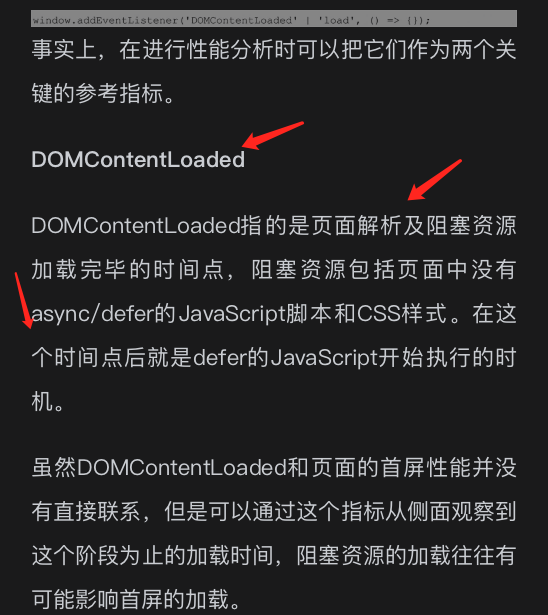 window.addEventListener('DOMContentLoaded' | 'load', () => {});
事实上，在进行性能分析时可以把它们作为两个关
键的参考指标。
DOMContentLoaded
DOMContentLoaded指的是页面解析及阻塞资源
加载完毕的时间点，阻塞资源包括页面中没有
async/defer的JavaScript脚本和CSS样式。在这
个时间点后就是defer的JavaScript开始执行的时
机。
虽然DOMContentLoaded和页面的首屏性能并没
有直接联系，但是可以通过这个指标从侧面观察到
这个阶段为止的加载时间，阻塞资源的加载往往有
可能影响首屏的加载。